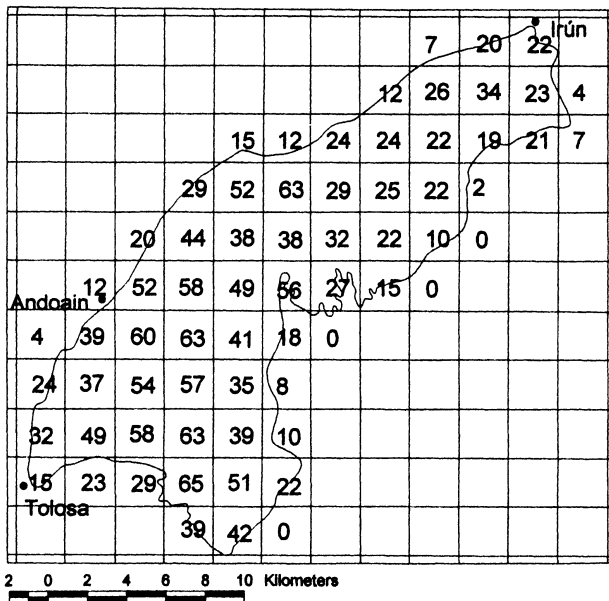 Irún
7 20 22
12 26 34 23 4
15 12 24 24 22 19 21 7
29 52 63 29 25 22 2
20 44 38 38 32 22 10 0
12 52 58 49 56 27 15 0
Andoain
4 39 60 63 41 18 0
24 37 54 57 35 8
32 49 58 63 39 10
15 23 29 65 51 22
Tolosa
39 42 0
2 0 2 4 6 8 10 Kilometers